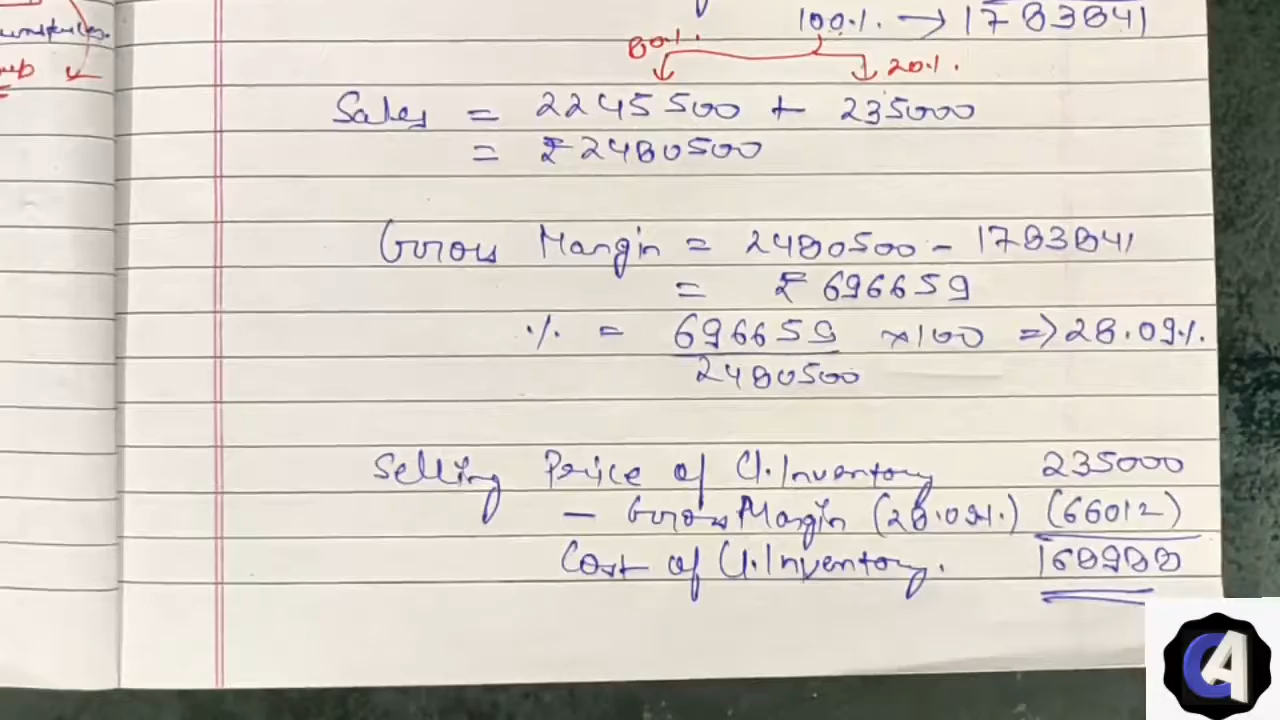 100% → 1783841
80%.
20%.
Sales = 2245500 + 235000
= ₹2480500
Gross Margin = 2480500 - 1783841
= ₹ 696659
% = 696659 ×100 ⇒ 28.09%.
2480500
Selling Price of Cl. Inventory 235000
- Gross Margin (28.09%.) (66012)
Cost of Cl. Inventory. 168988
CA